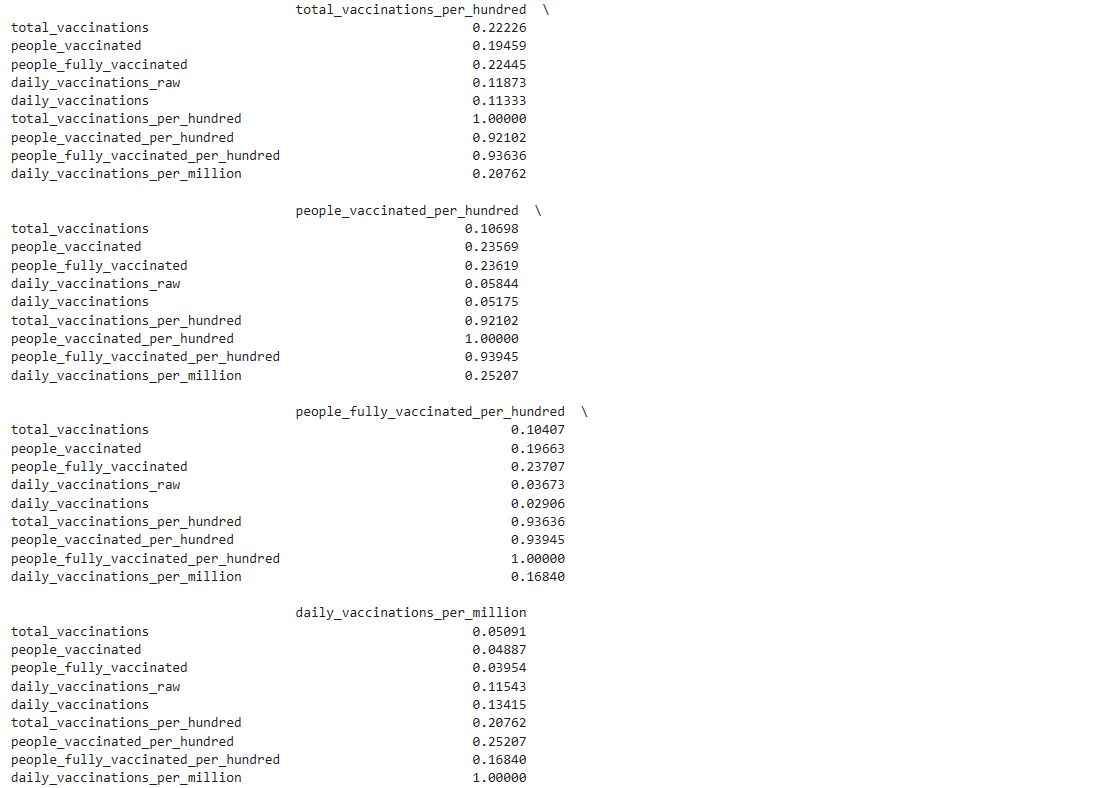 total_vaccinations_per_hundred \
total_vaccinations 0.22226
people_vaccinated 0.19459
people_fully_vaccinated 0.22445
daily_vaccinations_raw 0.11873
daily_vaccinations 0.11333
total_vaccinations_per_hundred 1.00000
people_vaccinated_per_hundred 0.92102
people_fully_vaccinated_per_hundred 0.93636
daily_vaccinations_per_million 0.20762
people_vaccinated_per_hundred \
total_vaccinations 0.10698
people_vaccinated 0.23569
people_fully_vaccinated 0.23619
daily_vaccinations_raw 0.05844
daily_vaccinations 0.05175
total_vaccinations_per_hundred 0.92102
people_vaccinated_per_hundred 1.00000
people_fully_vaccinated_per_hundred 0.93945
daily_vaccinations_per_million 0.25207
people_fully_vaccinated_per_hundred \
total_vaccinations 0.10407
people_vaccinated 0.19663
people_fully_vaccinated 0.23707
daily_vaccinations_raw 0.03673
daily_vaccinations 0.02906
total_vaccinations_per_hundred 0.93636
people_vaccinated_per_hundred 0.93945
people_fully_vaccinated_per_hundred 1.00000
daily_vaccinations_per_million 0.16840
daily_vaccinations_per_million
total_vaccinations 0.05091
people_vaccinated 0.04887
people_fully_vaccinated 0.03954
daily_vaccinations_raw 0.11543
daily_vaccinations 0.13415
total_vaccinations_per_hundred 0.20762
people_vaccinated_per_hundred 0.25207
people_fully_vaccinated_per_hundred 0.16840
daily_vaccinations_per_million 1.00000